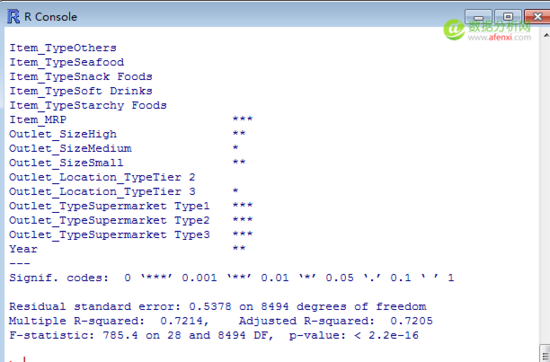 R Console
数据分析网
www.afenxi.com
Item_TypeOthers
Item_TypeSeafood
Item_TypeSnack Foods
Item_TypeSoft Drinks
Item_TypeStarchy Foods
Item_MRP ***
Outlet_SizeHigh **
Outlet_SizeMedium *
Outlet_SizeSmall **
Outlet_Location_TypeTier 2
Outlet_Location_TypeTier 3 *
Outlet_TypeSupermarket Type1 ***
Outlet_TypeSupermarket Type2 ***
Outlet_TypeSupermarket Type3 ***
Year **
---
Signif. codes: 0 ‘***’ 0.001 ‘**’ 0.01 ‘*’ 0.05 ‘.’ 0.1 ‘ ’ 1
Residual standard error: 0.5378 on 8494 degrees of freedom
Multiple R-squared: 0.7214, Adjusted R-squared: 0.7205
F-statistic: 785.4 on 28 and 8494 DF, p-value: < 2.2e-16